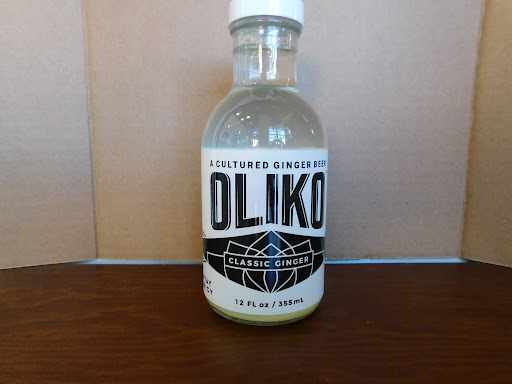 A CULTURED GINGER BEER
OLIKO
CLASSIC GINGER
12 FL oz / 355mL